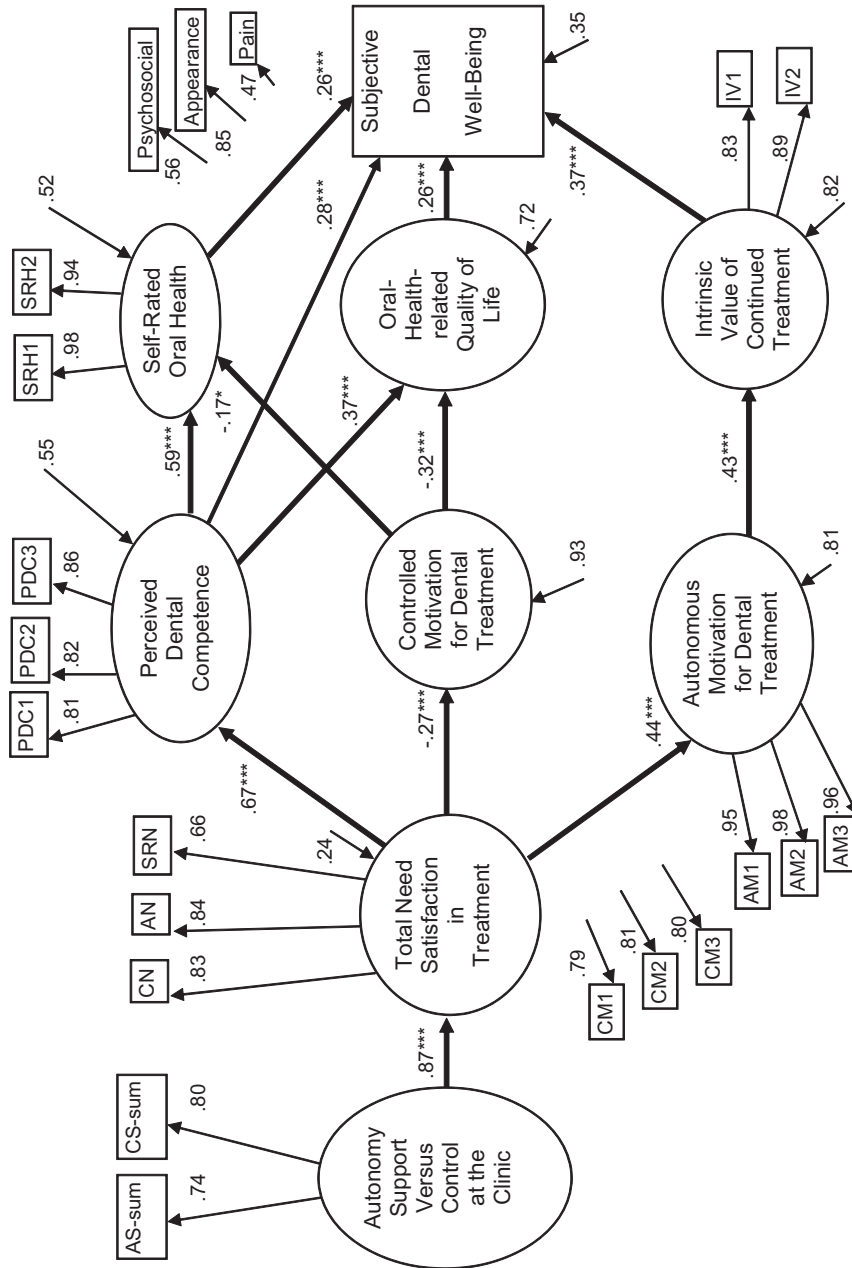 AS-sum
CS-sum
.74
.80
Autonomy
Support
Versus
Control
at the
Clinic
.87***
CN
AN
SRN
.83
.84
.66
.24
Total Need
Satisfaction
in
Treatment
.67***
-.27***
.44***
CM1
CM2
CM3
.79
.81
.80
PDC1
PDC2
PDC3
.81
.82
.86
.55
Perceived
Dental
Competence
Controlled
Motivation
for Dental
Treatment
.93
Autonomous
Motivation
for Dental
Treatment
.81
AM1
AM2
AM3
.95
.98
.96
.59***
-.17*
.37***
-.32***
.43***
SRH1
SRH2
.98
.94
.52
Self-Rated
Oral Health
Oral-
Health-
related
Quality of
Life
.72
Intrinsic
Value of
Continued
Treatment
.82
IV1
IV2
.83
.89
Psychosocial
Appearance
Pain
.56
.85
.47
.26***
.28***
.26***
.37***
Subjective
Dental
Well-Being
.35